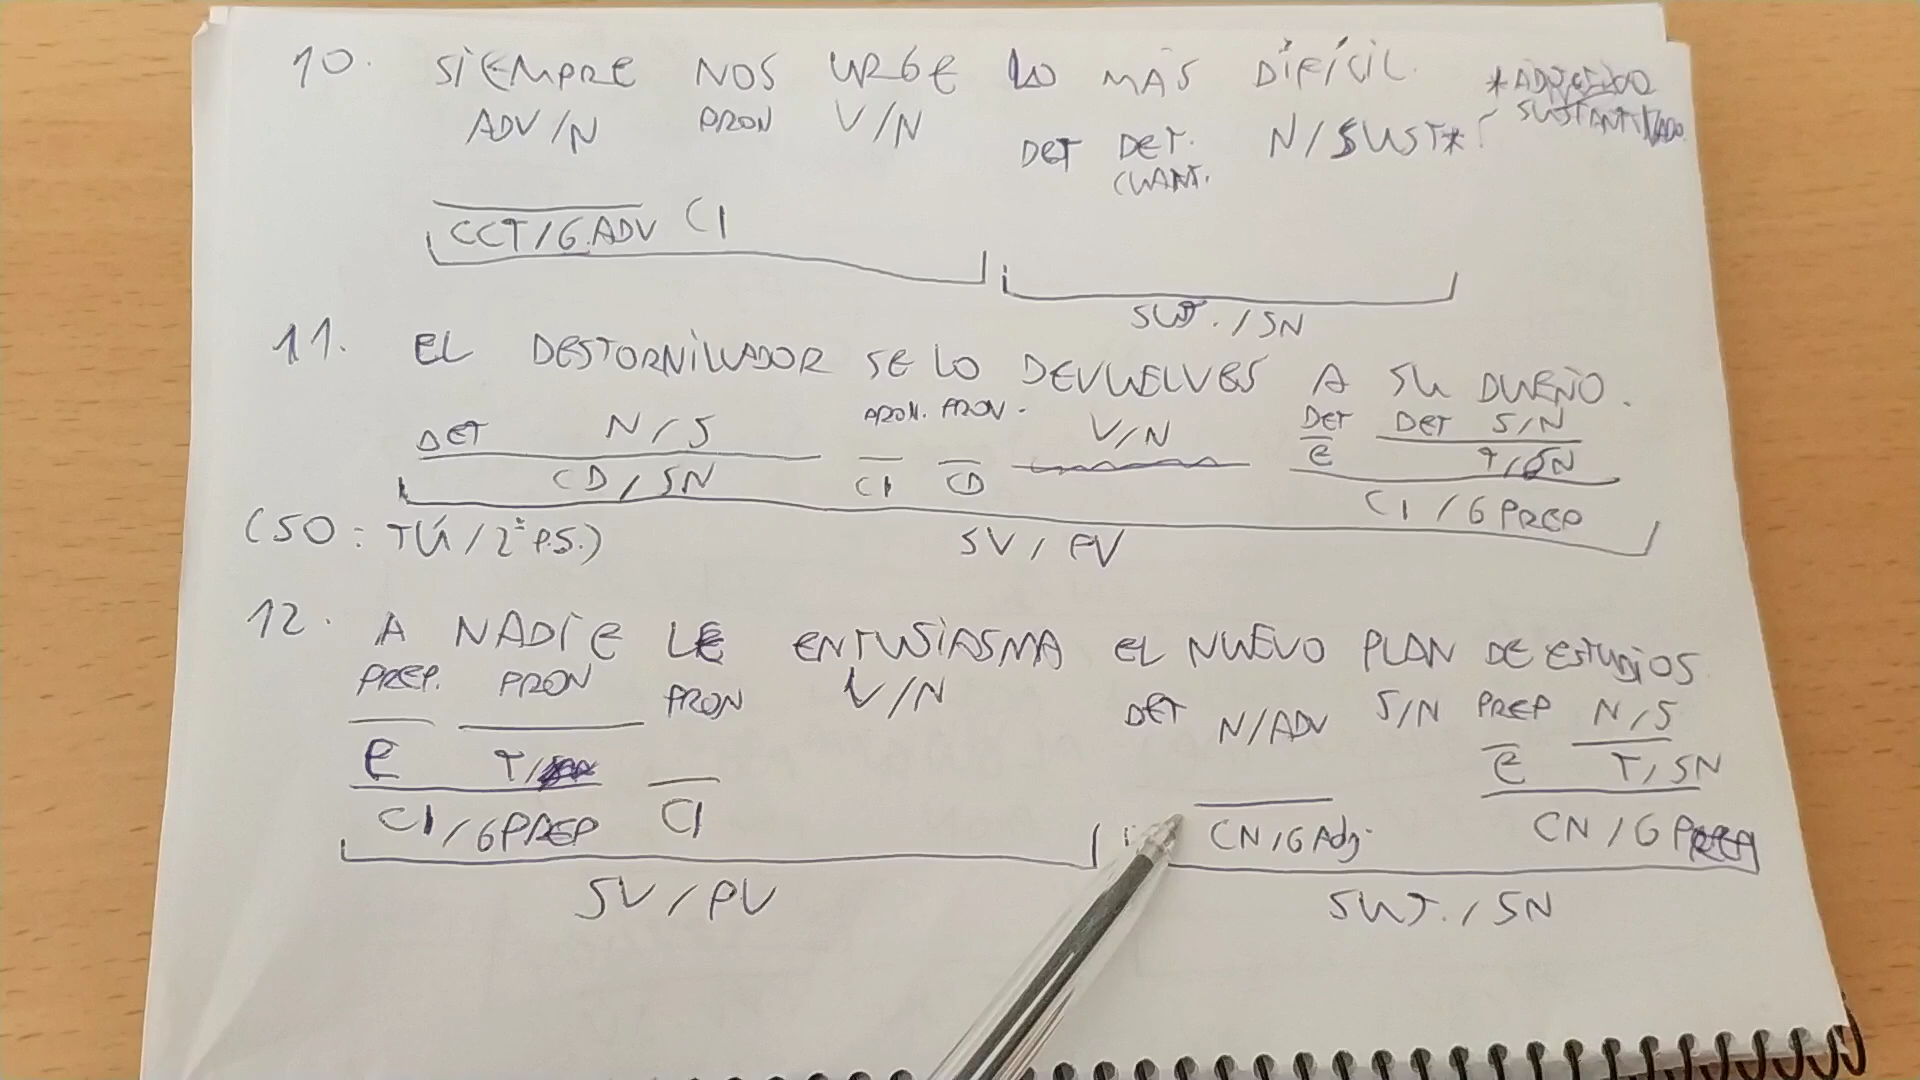 10. SIEMPRE NOS URGE LO MÁS DIFÍCIL. *ADJETIVO
ADV/N PRON V/N DET DET. N/SUST* SUSTANTIVADO
CUANT.
CCT/G.ADV CI
SUJ. / SN
11. EL DESTORNILLADOR SE LO DEVUELVES A SU DUEÑO.
DET N/S PRON. PRON. V/N DET DET S/N
E T/SN
CD/SN CI CD CI/G PREP
(SO: TÚ/2ª P.S.) SV/PV
12. A NADIE LE ENTUSIASMA EL NUEVO PLAN DE ESTUDIOS
PREP. PRON PRON V/N DET N/ADV S/N PREP N/S
E T/ E T/SN
CI/GPREP CI CN/G Adj. CN/G PREP
SV/PV SUJ./SN